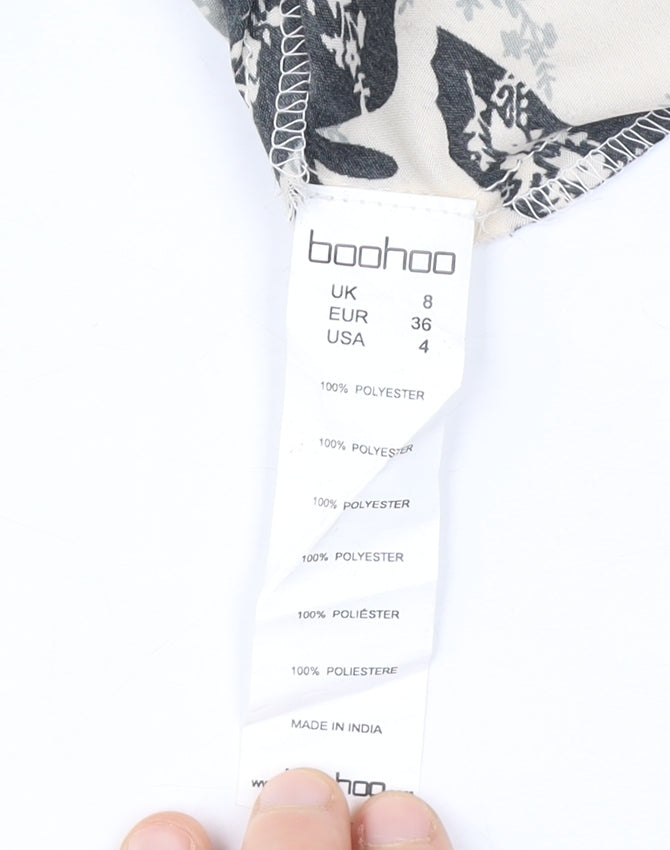 boohoo
UK 8
EUR 36
USA 4
100% POLYESTER
100% POLYESTER
100% POLYESTER
100% POLYESTER
100% POLIÉSTER
100% POLIESTERE
MADE IN INDIA